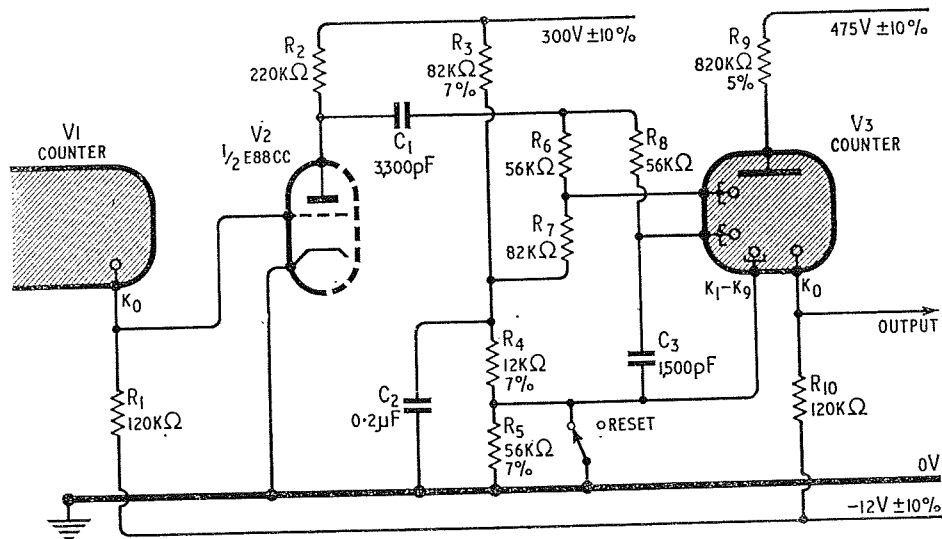 R2
220KΩ
R3
82KΩ
7%
300V ±10%
R9
820KΩ
5%
475V ±10%
V1
COUNTER
V2
½ E88CC
C1
3,300pF
R6
56KΩ
R8
56KΩ
V3
COUNTER
R7
82KΩ
K0
K1-K9
K0
OUTPUT
R1
120KΩ
C2
0·2μF
R4
12KΩ
7%
C3
1,500pF
R10
120KΩ
R5
56KΩ
7%
RESET
0V
-12V ±10%